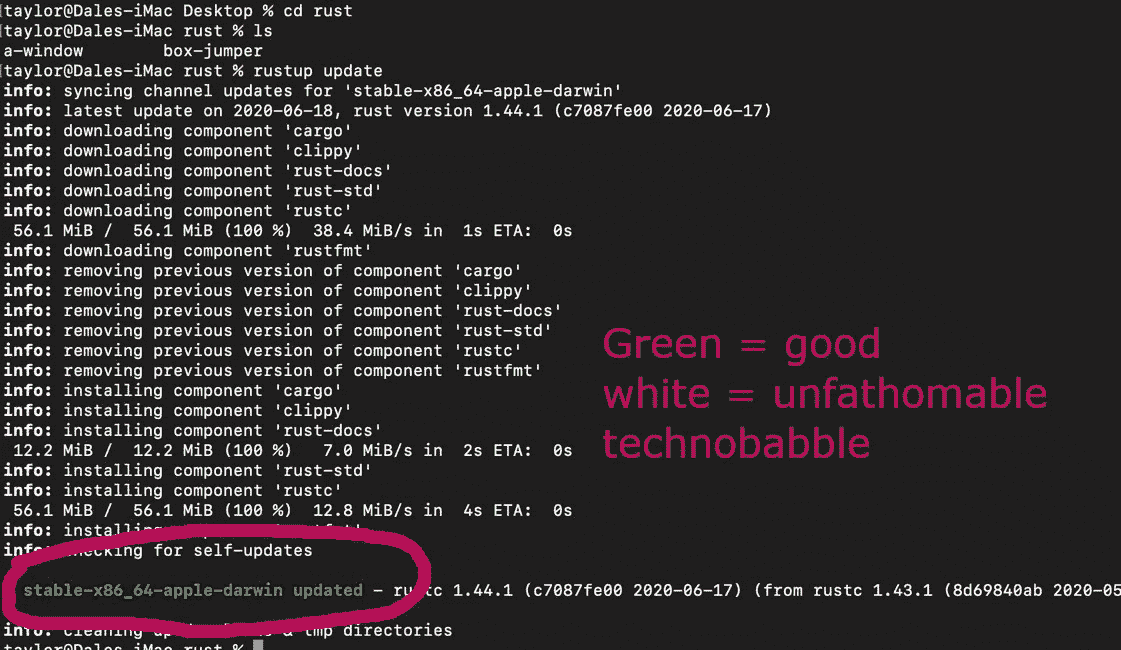 taylor@Dales-iMac Desktop % cd rust
taylor@Dales-iMac rust % ls
a-window        box-jumper
taylor@Dales-iMac rust % rustup update
info: syncing channel updates for 'stable-x86_64-apple-darwin'
info: latest update on 2020-06-18, rust version 1.44.1 (c7087fe00 2020-06-17)
info: downloading component 'cargo'
info: downloading component 'clippy'
info: downloading component 'rust-docs'
info: downloading component 'rust-std'
info: downloading component 'rustc'
 56.1 MiB /  56.1 MiB (100 %)  38.4 MiB/s in  1s ETA:  0s
info: downloading component 'rustfmt'
info: removing previous version of component 'cargo'
info: removing previous version of component 'clippy'
info: removing previous version of component 'rust-docs'
info: removing previous version of component 'rust-std'
info: removing previous version of component 'rustc'
info: removing previous version of component 'rustfmt'
info: installing component 'cargo'
info: installing component 'clippy'
info: installing component 'rust-docs'
 12.2 MiB /  12.2 MiB (100 %)   7.0 MiB/s in  2s ETA:  0s
info: installing component 'rust-std'
info: installing component 'rustc'
 56.1 MiB /  56.1 MiB (100 %)  12.8 MiB/s in  4s ETA:  0s
info: installing
info: checking for self-updates
stable-x86_64-apple-darwin updated - rustc 1.44.1 (c7087fe00 2020-06-17) (from rustc 1.43.1 (8d69840ab 2020-05
info: cleaning up & tmp directories
taylor@Dales-iMac rust %
Green = good
white = unfathomable
technobabble